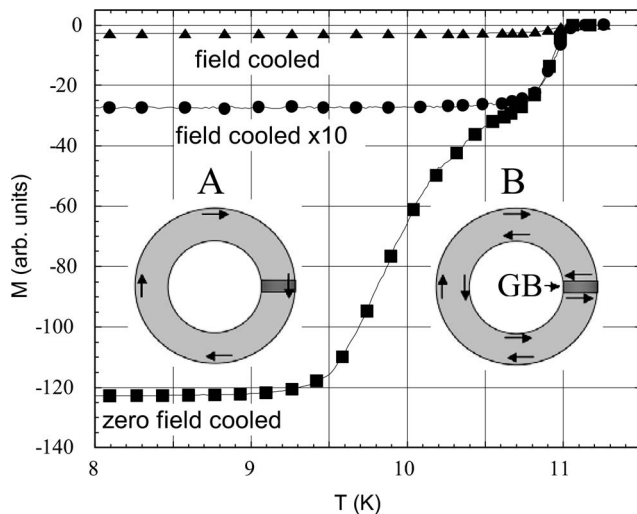 0
-20
-40
-60
-80
-100
-120
-140
M (arb. units)
field cooled
field cooled x10
A
B
GB
zero field cooled
8
9
10
11
T (K)